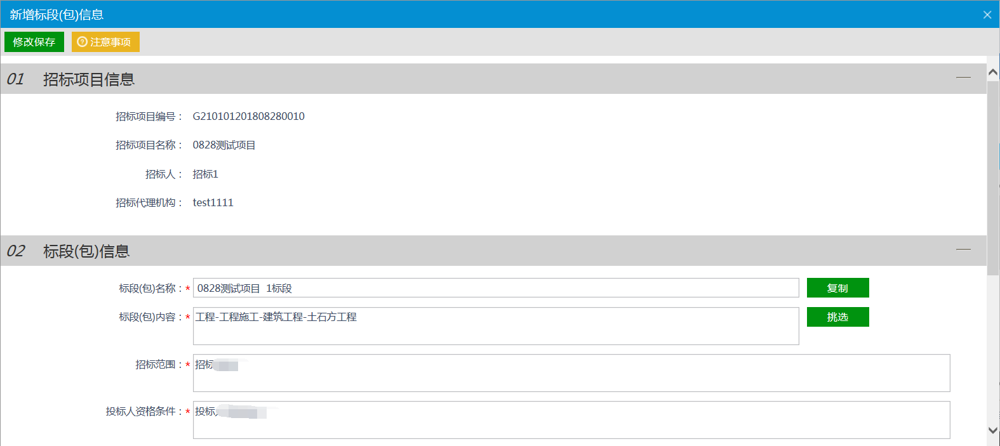 新增标段(包)信息
修改保存 ? 注意事项
01 招标项目信息
招标项目编号： G210101201808280010
招标项目名称： 0828测试项目
招标人： 招标1
招标代理机构： test1111
02 标段(包)信息
标段(包)名称：* 0828测试项目 1标段 复制
标段(包)内容：* 工程-工程施工-建筑工程-土石方工程 挑选
招标范围：* 招标
投标人资格条件：* 投标